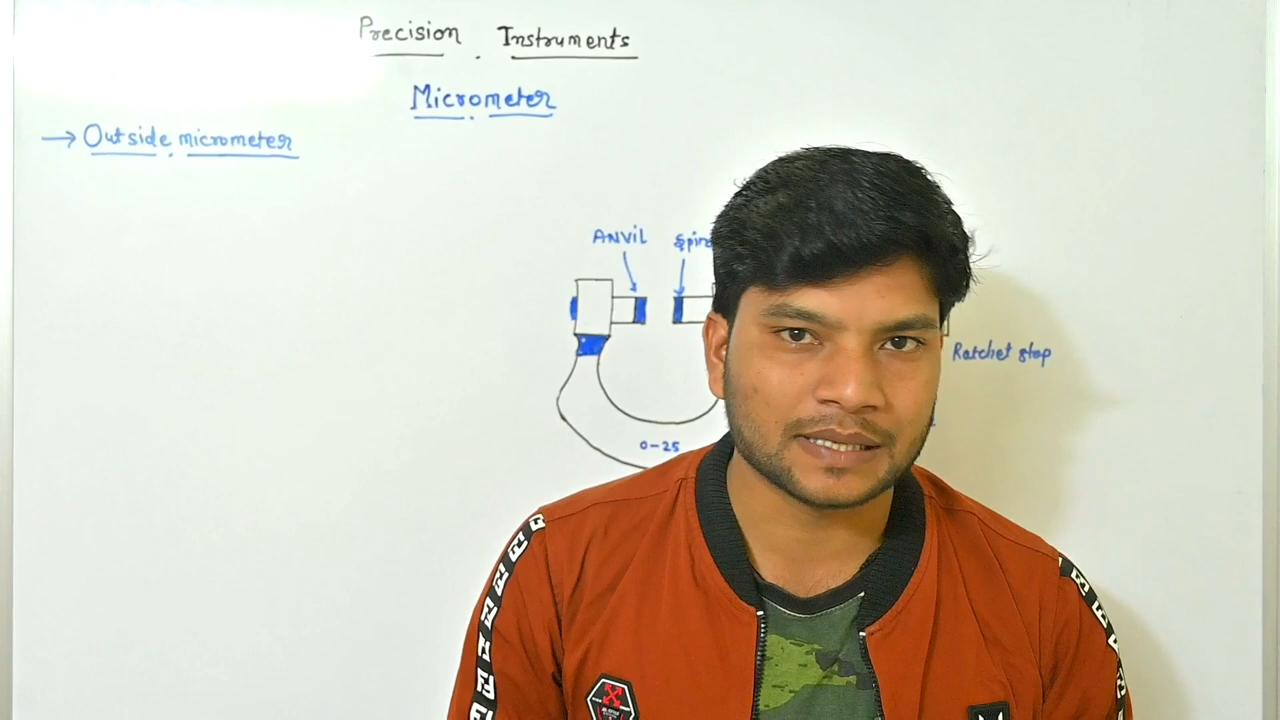 Precision Instruments
Micrometer
→ Outside micrometer
ANViL
Ratchet stop
0-25